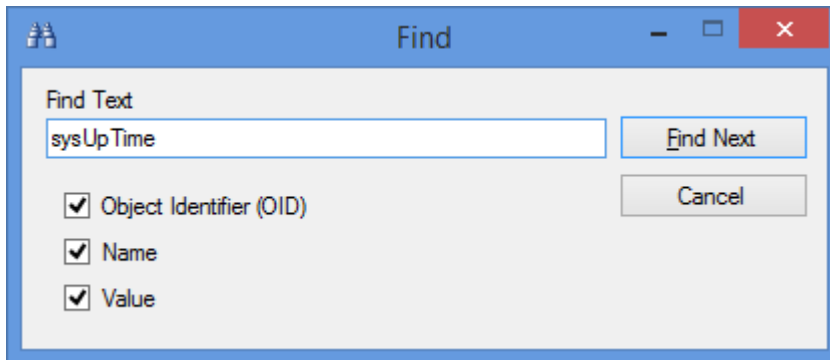 Find
Find Text
sysUpTime
Find Next
Cancel
Object Identifier (OID)
Name
Value